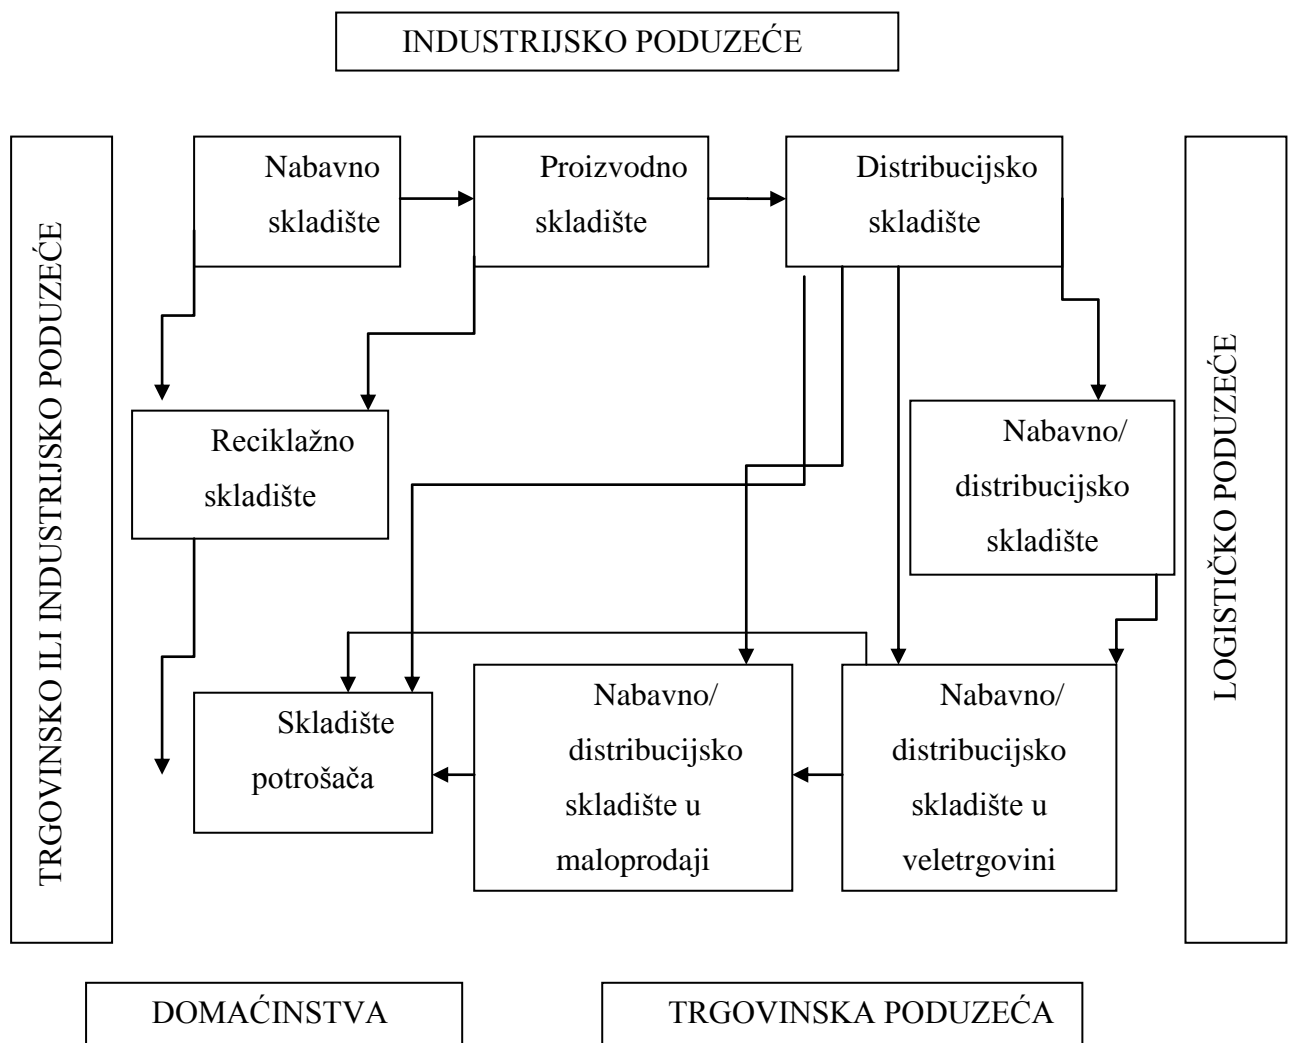 INDUSTRIJSKO PODUZEĆE
TRGOVINSKO ILI INDUSTRIJSKO PODUZEĆE
Nabavno
skladište
Proizvodno
skladište
Distribucijsko
skladište
LOGISTIČKO PODUZEĆE
Reciklažno
skladište
Nabavno/
distribucijsko
skladište
Skladište
potrošača
Nabavno/
distribucijsko
skladište u
maloprodaji
Nabavno/
distribucijsko
skladište u
veletrgovini
DOMAĆINSTVA
TRGOVINSKA PODUZEĆA